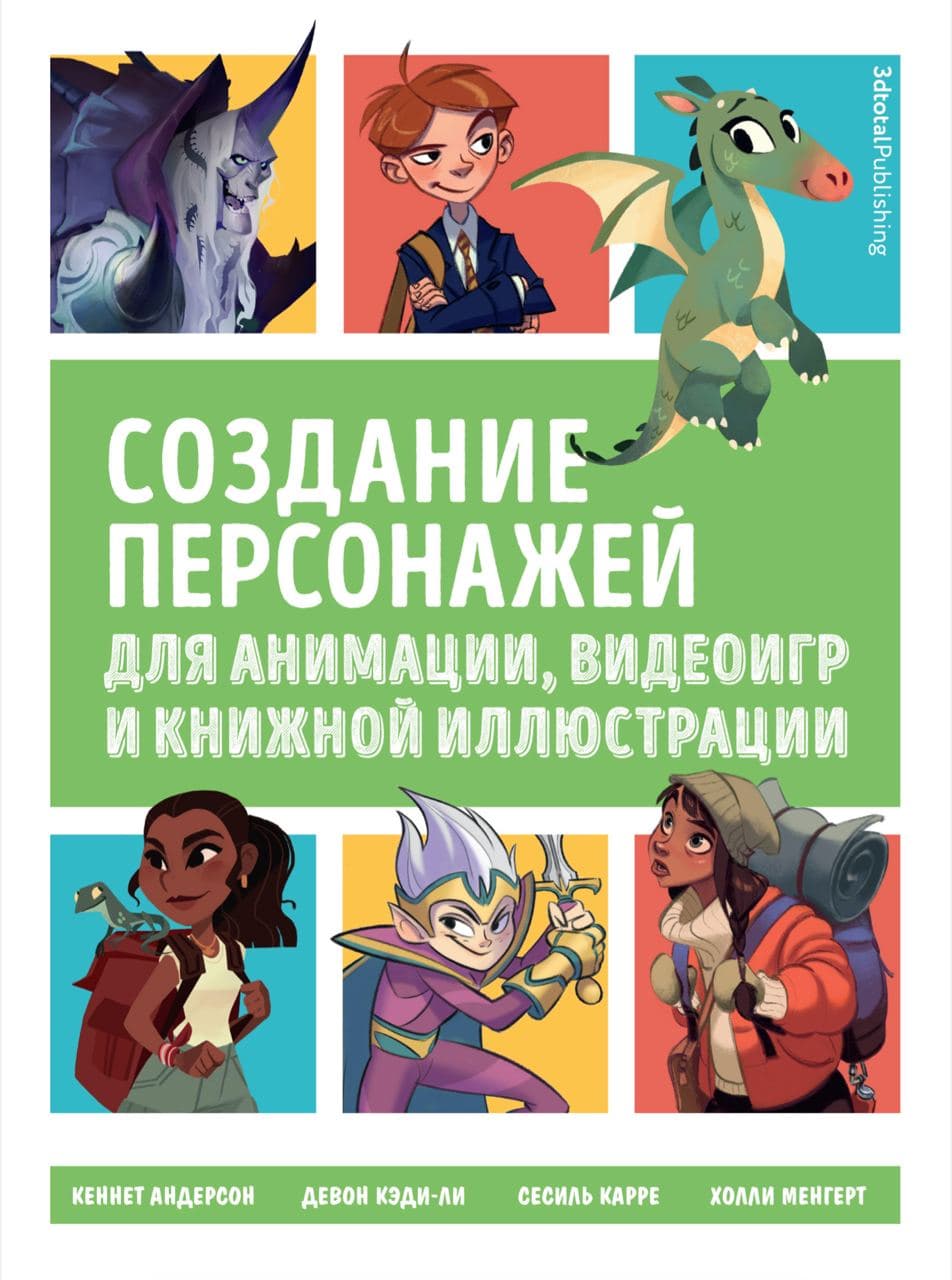 3dtotalPublishing
СОЗДАНИЕ
ПЕРСОНАЖЕЙ
ДЛЯ АНИМАЦИИ, ВИДЕОИГР
И КНИЖНОЙ ИЛЛЮСТРАЦИИ
КЕННЕТ АНДЕРСОН ДЕВОН КЭДИ-ЛИ СЕСИЛЬ КАРРЕ ХОЛЛИ МЕНГЕРТ